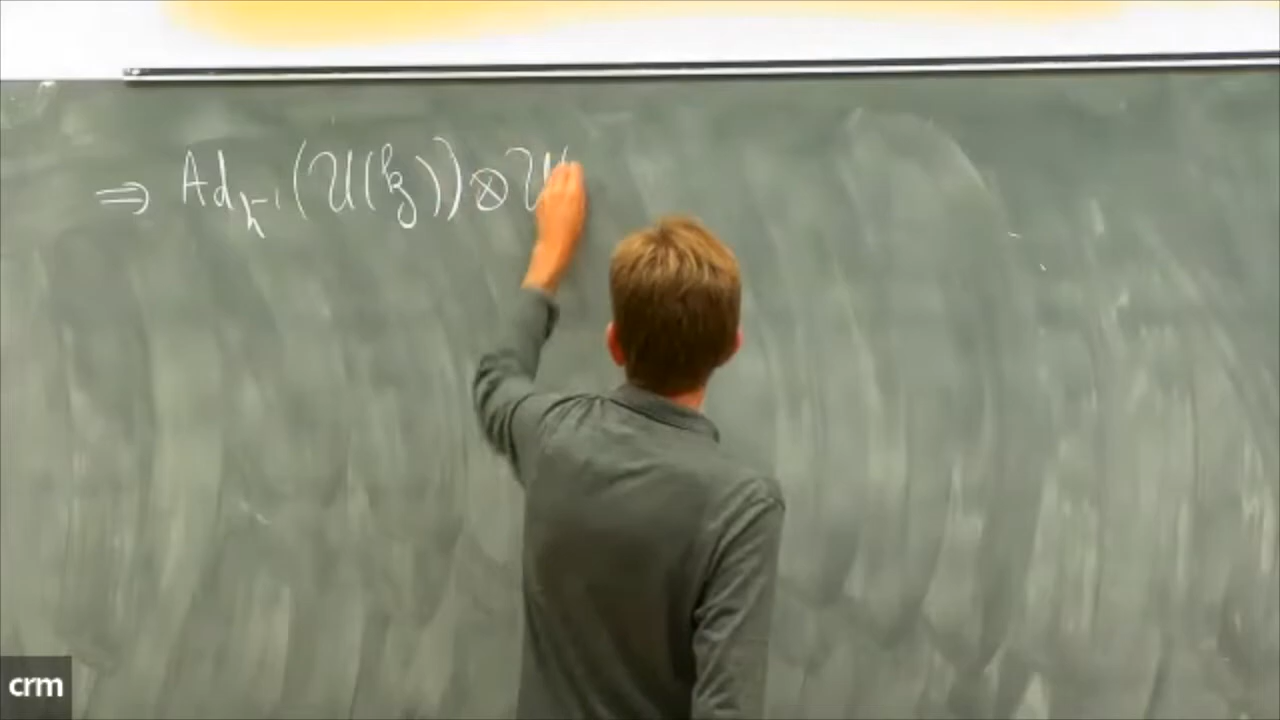 ⇒ Ad_{h^{-1}}(U(k)) ⊗ U(
crm